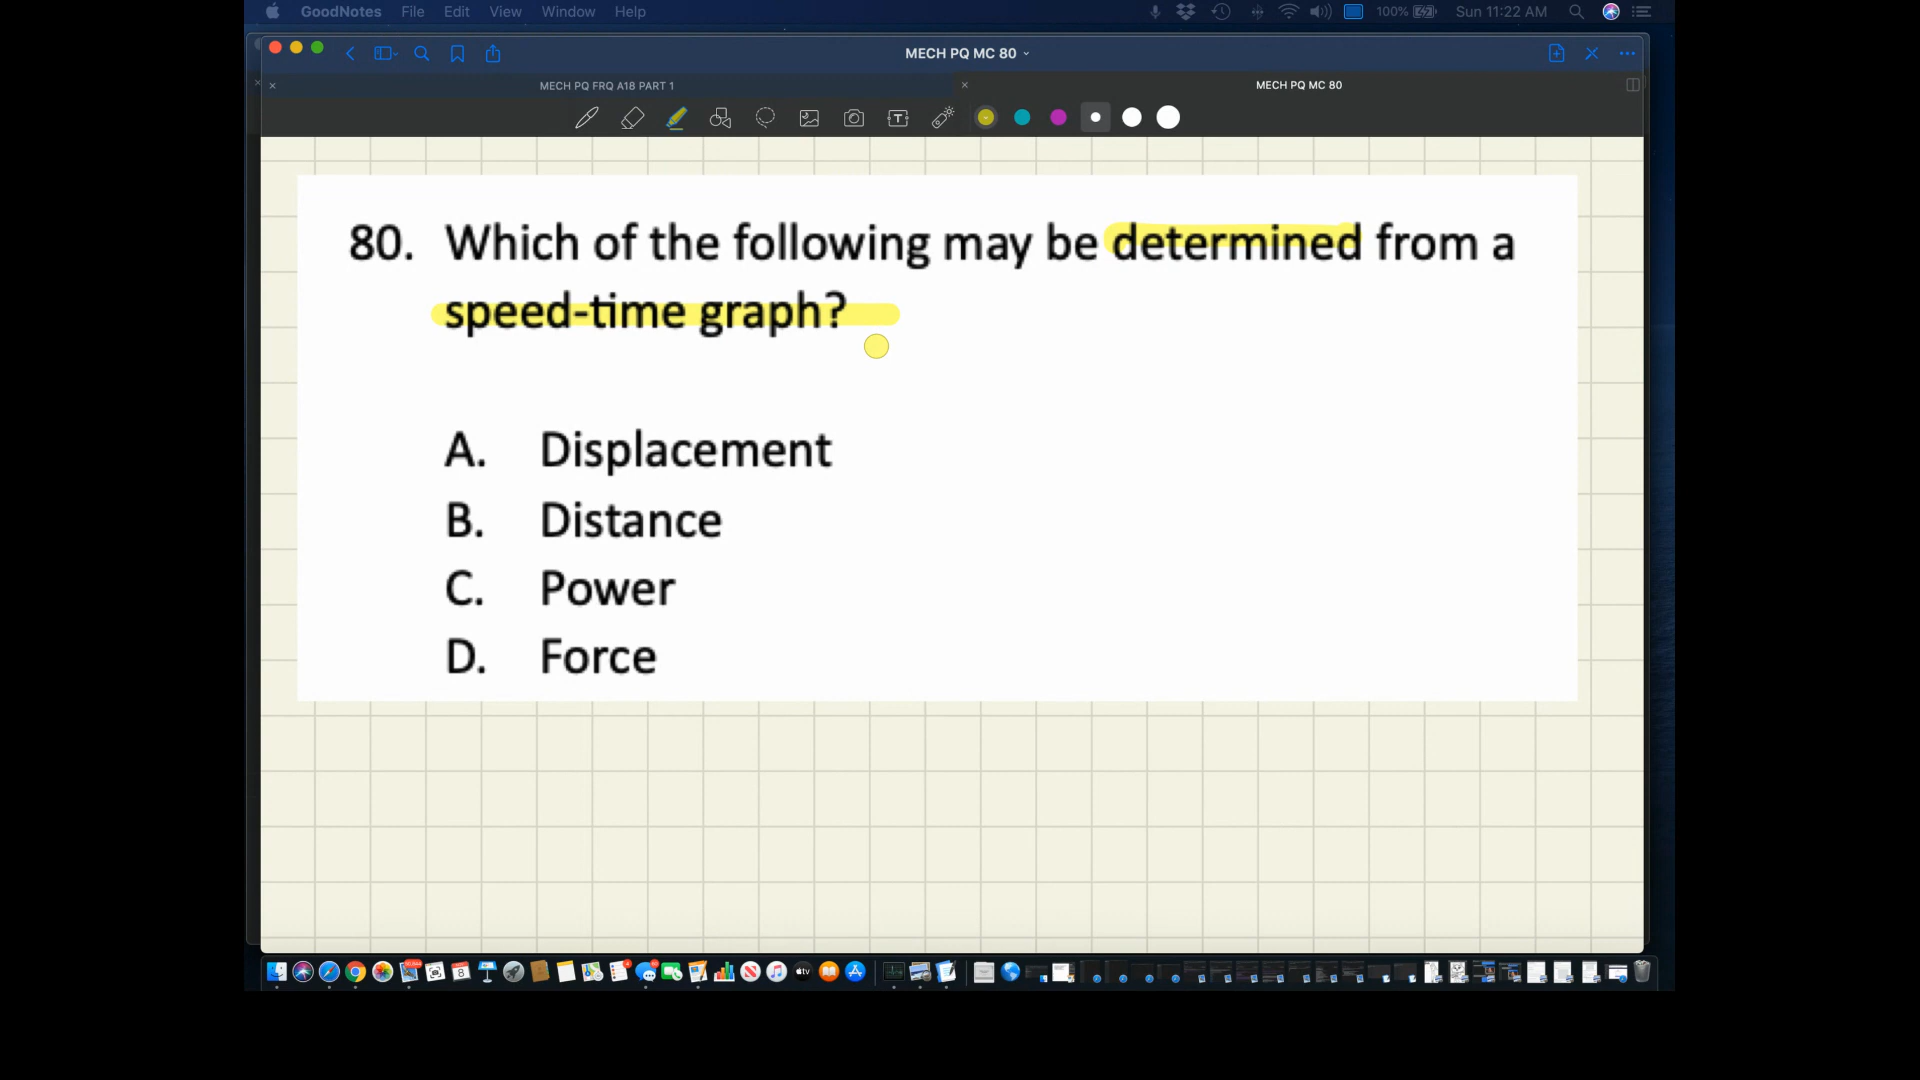 GoodNotes File Edit View Window Help 100% Sun 11:22 AM
MECH PQ MC 80
MECH PQ FRQ A18 PART 1 MECH PQ MC 80
80. Which of the following may be determined from a
speed-time graph?
A. Displacement
B. Distance
C. Power
D. Force